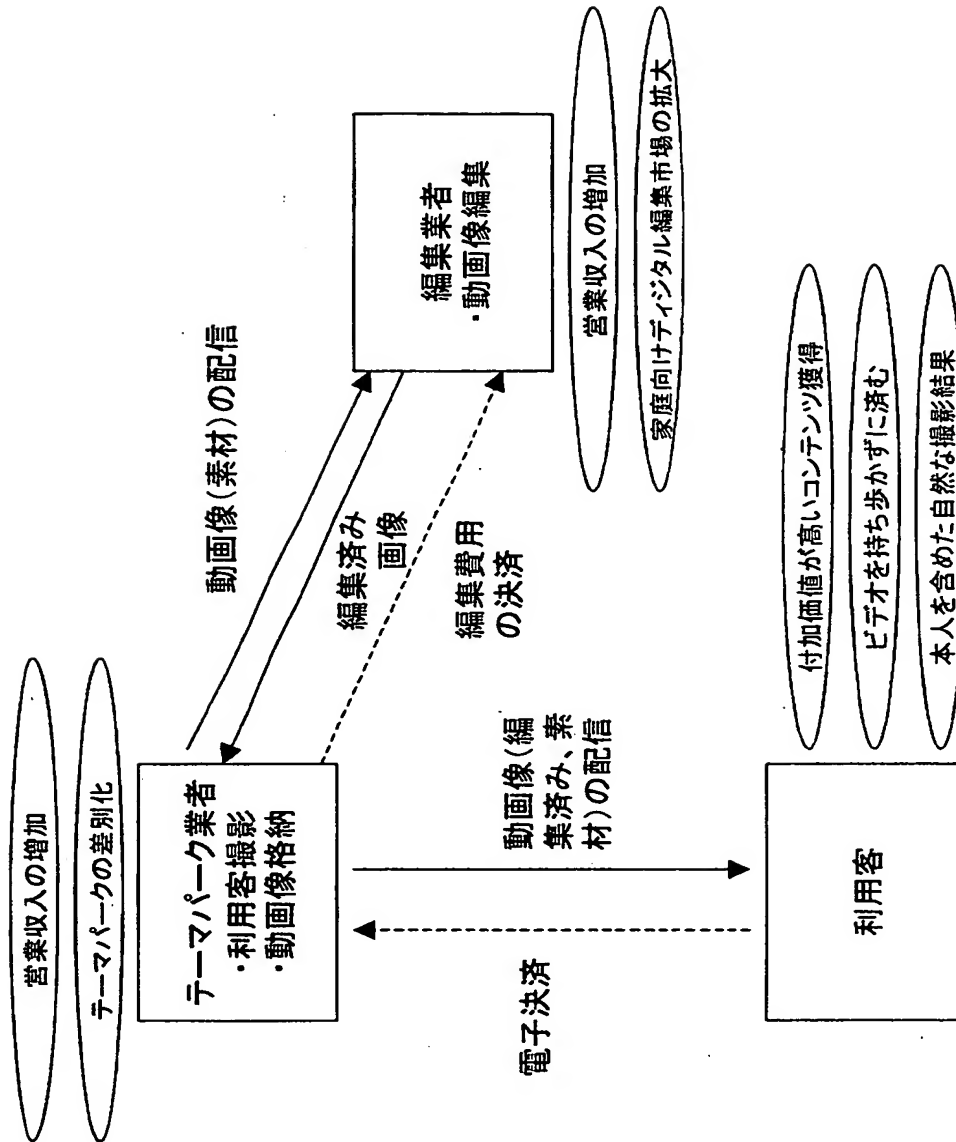 営業収入の増加
テーマパークの差別化
テーマパーク業者
・利用客撮影
・動画像格納
動画像(素材)の配信
編集済み
画像
編集費用
の決済
編集業者
・動画像編集
営業収入の増加
家庭向けディジタル編集市場の拡大
電子決済
動画像(編
集済み、素
材)の配信
利用客
付加価値が高いコンテンツ獲得
ビデオを持ち歩かずに済む
本人を含めた自然な撮影結果